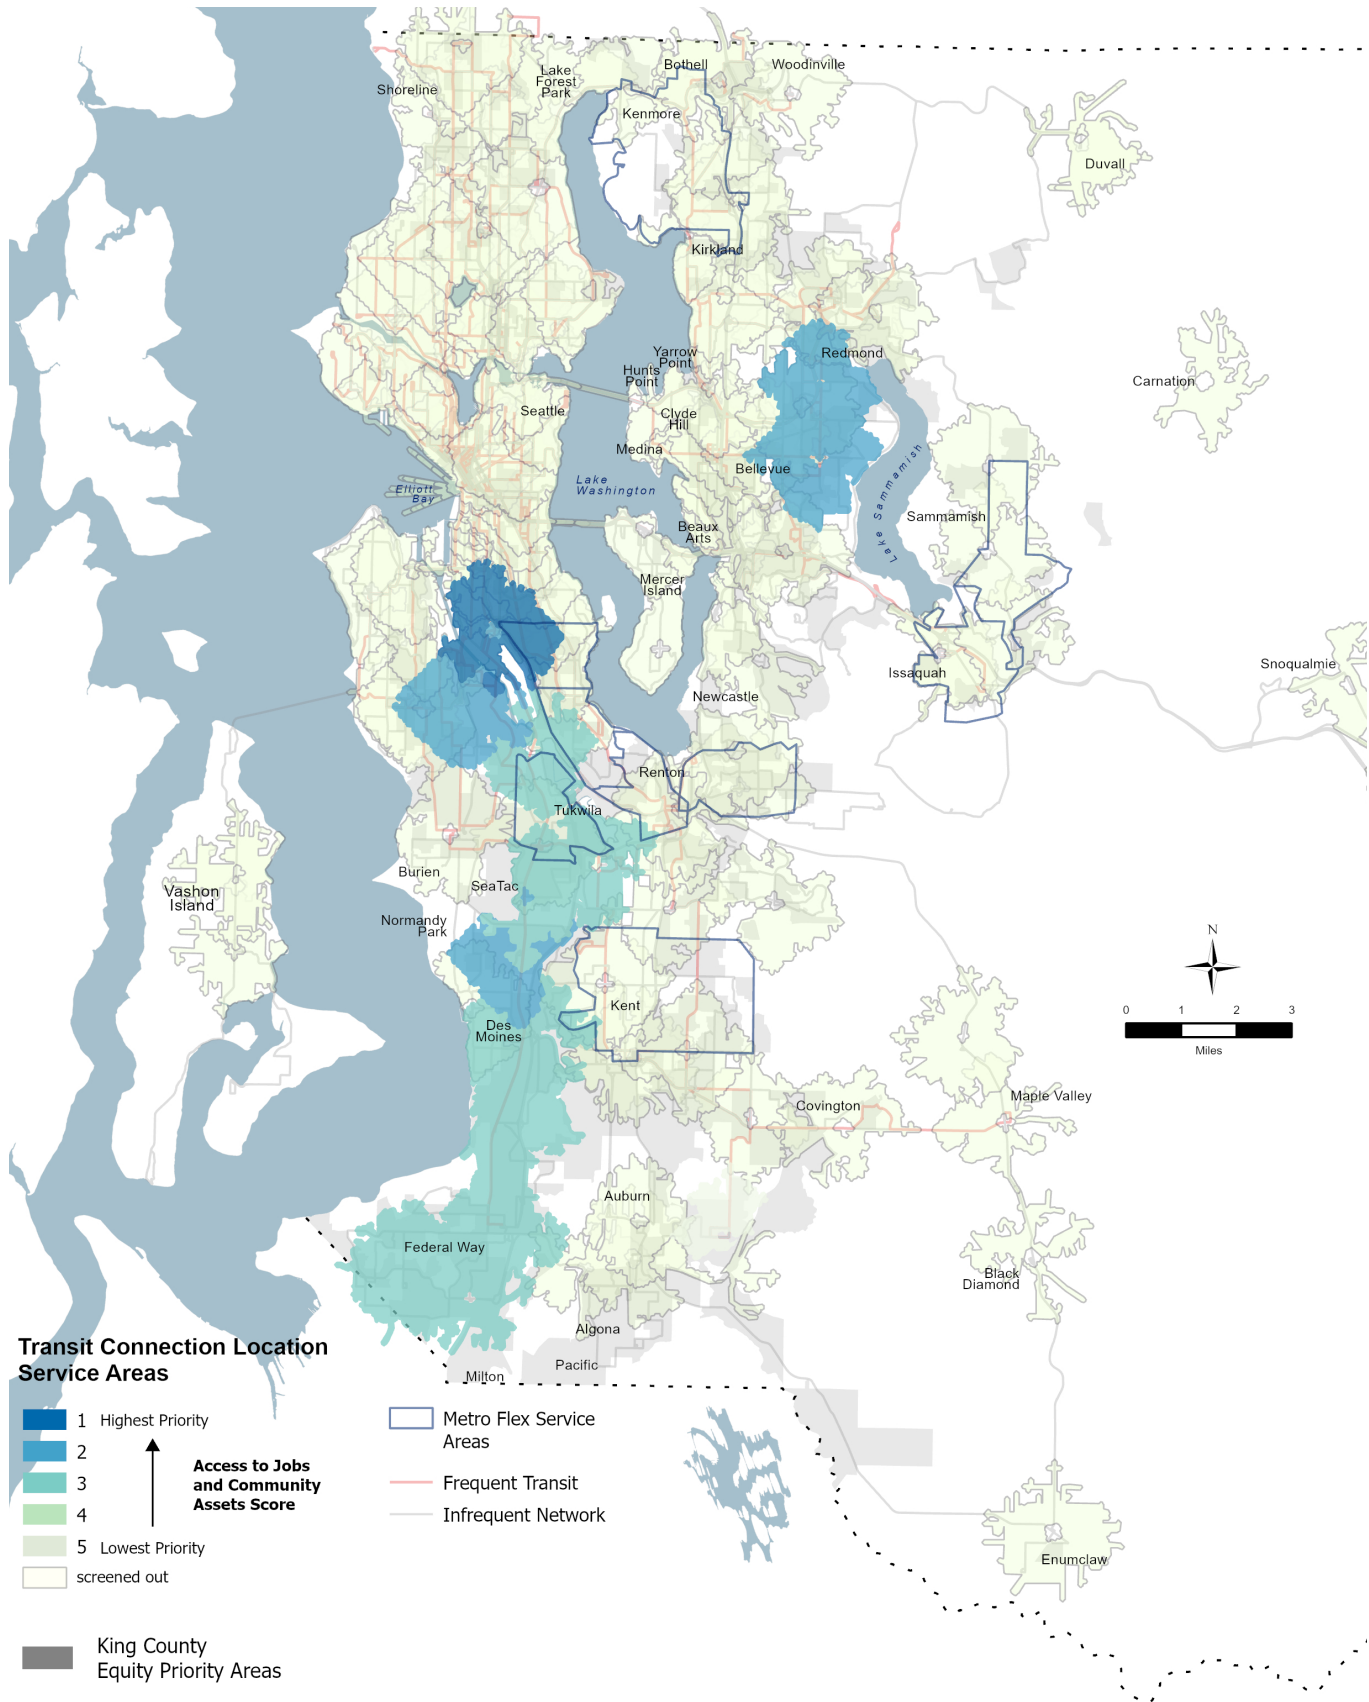 Bothell
Woodinville
Lake
Forest
Park
Shoreline
Kenmore
Duvall
Kirkland
Yarrow
Point
Redmond
Hunts
Point
Carnation
Seattle
Clyde
Hill
Medina
Bellevue
Lake
Washington
Elliott
Bay
Lake Sammamish
Sammamish
Beaux
Arts
Mercer
Island
Snoqualmie
Issaquah
Newcastle
Renton
Tukwila
Burien
SeaTac
Vashon
Island
Normandy
Park
N
Kent
0 1 2 3
Miles
Des
Moines
Maple Valley
Covington
Auburn
Federal Way
Black
Diamond
Algona
Pacific
Milton
Enumclaw
Transit Connection Location
Service Areas
1 Highest Priority
2
3
4
5 Lowest Priority
screened out
Access to Jobs
and Community
Assets Score
King County
Equity Priority Areas
Metro Flex Service
Areas
Frequent Transit
Infrequent Network